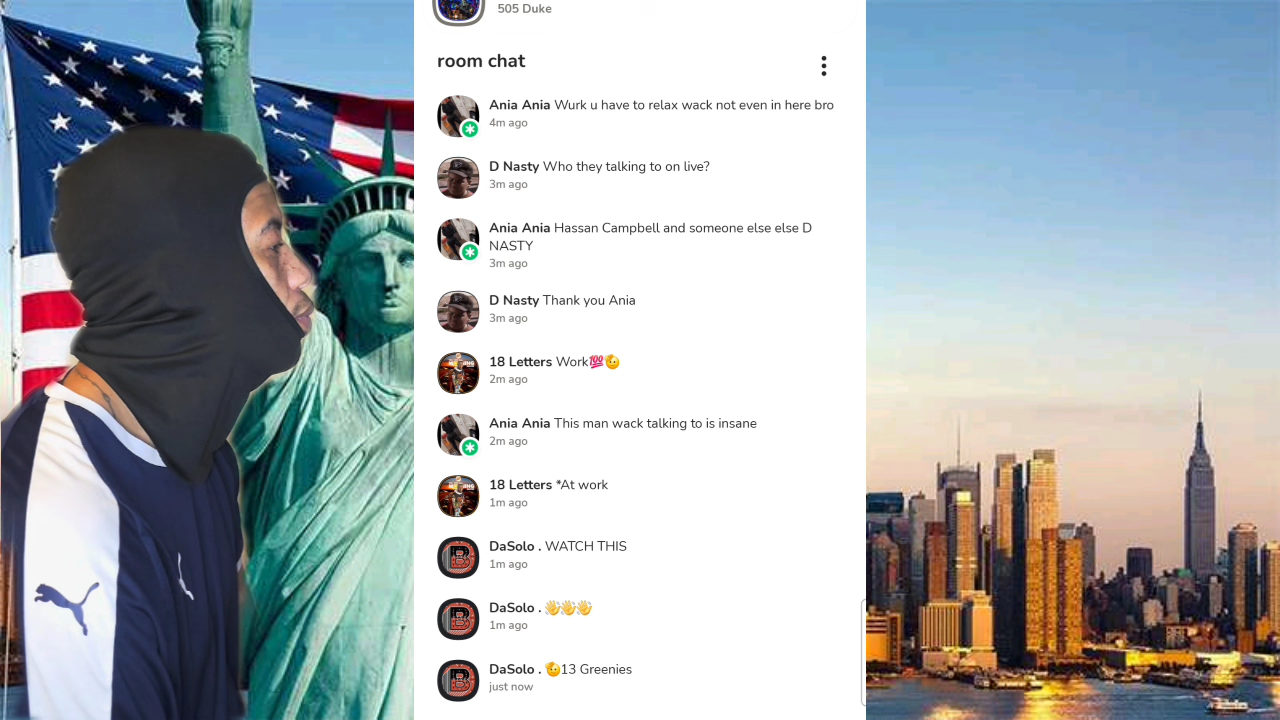 505 Duke
room chat
Ania Ania Wurk u have to relax wack not even in here bro
4m ago
D Nasty Who they talking to on live?
3m ago
Ania Ania Hassan Campbell and someone else else D
NASTY
3m ago
D Nasty Thank you Ania
3m ago
18 Letters Work💯🫡
2m ago
Ania Ania This man wack talking to is insane
2m ago
18 Letters *At work
1m ago
DaSolo . WATCH THIS
1m ago
DaSolo . 👋👋👋
1m ago
DaSolo . 🫡13 Greenies
just now